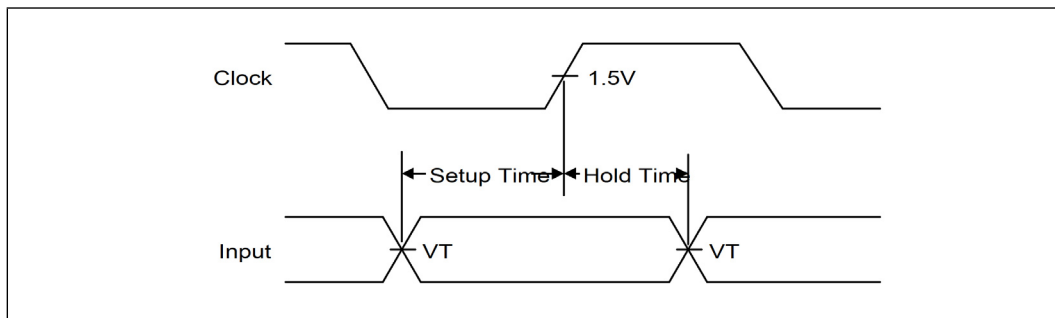 Clock
1.5V
Setup Time
Hold Time
Input
VT
VT